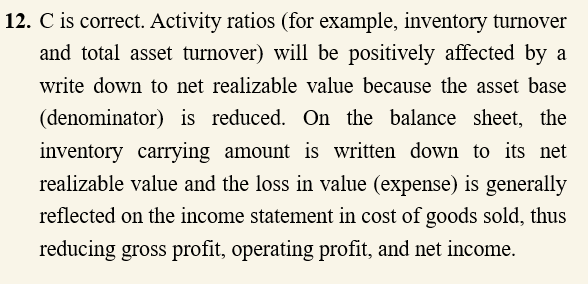 12. C is correct. Activity ratios (for example, inventory turnover
and total asset turnover) will be positively affected by a
write down to net realizable value because the asset base
(denominator) is reduced. On the balance sheet, the
inventory carrying amount is written down to its net
realizable value and the loss in value (expense) is generally
reflected on the income statement in cost of goods sold, thus
reducing gross profit, operating profit, and net income.